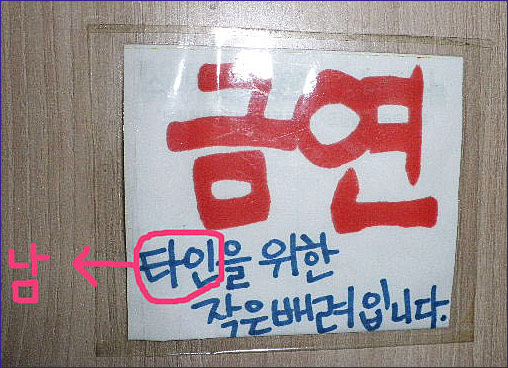 금연
타인을 위한
작은배려입니다.
남